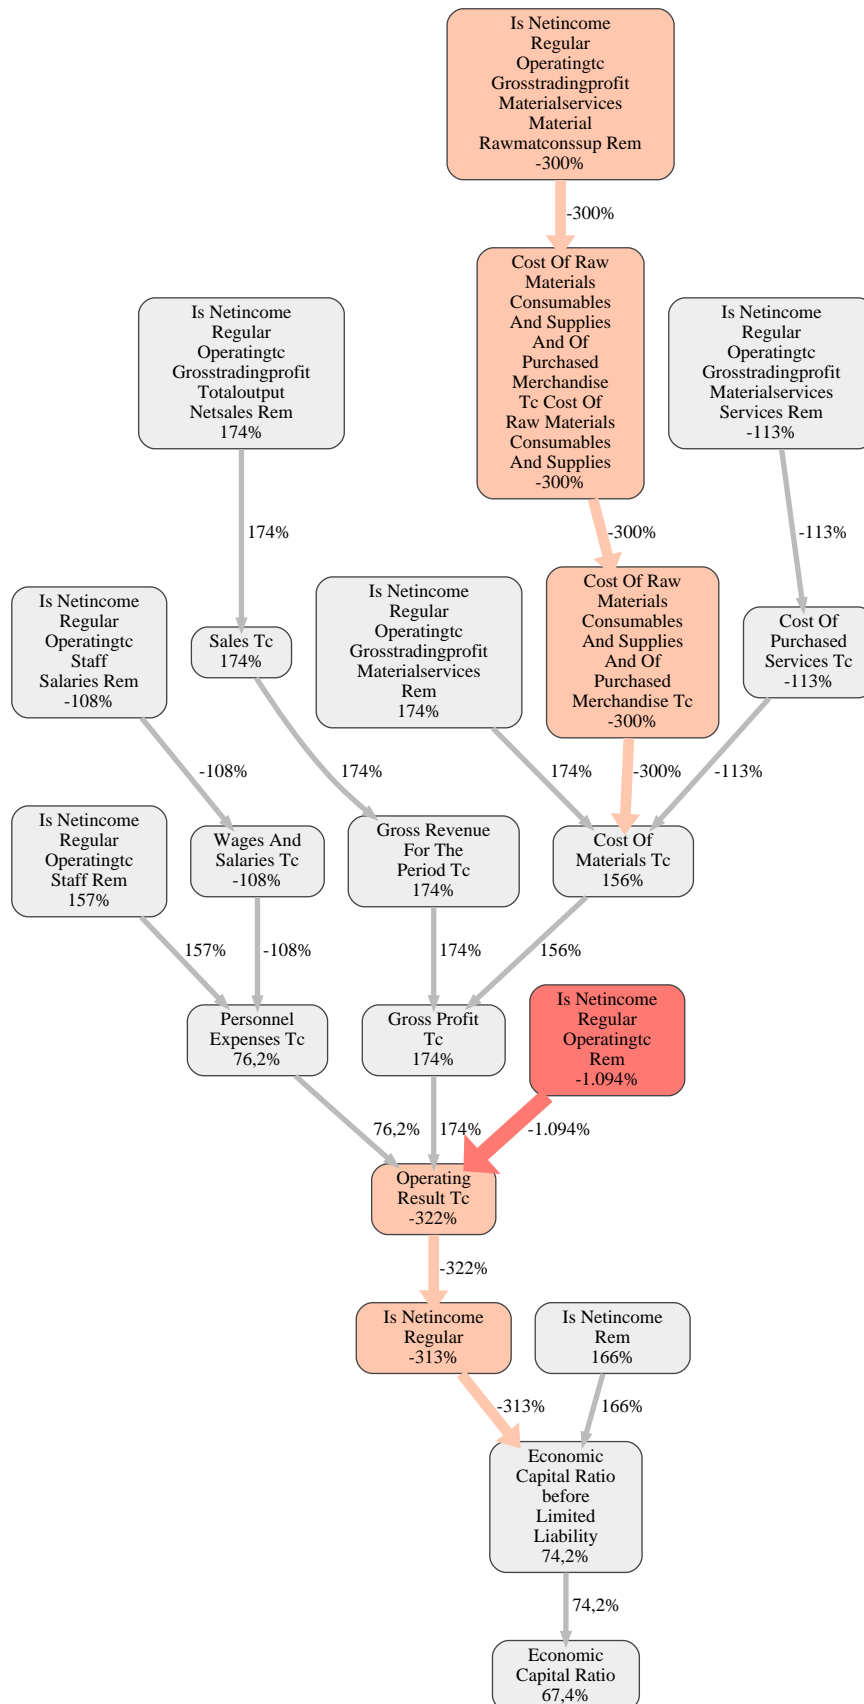 Is Netincome
Regular
Operatingtc
Grosstradingprofit
Materialservices
Material
Rawmatconssup Rem
-300%
-300%
Cost Of Raw
Materials
Consumables
And Supplies
And Of
Purchased
Merchandise
Tc Cost Of
Raw Materials
Consumables
And Supplies
-300%
Is Netincome
Regular
Operatingtc
Grosstradingprofit
Totaloutput
Netsales Rem
174%
Is Netincome
Regular
Operatingtc
Grosstradingprofit
Materialservices
Services Rem
-113%
174%
-300%
-113%
Is Netincome
Regular
Operatingtc
Staff
Salaries Rem
-108%
Sales Tc
174%
Is Netincome
Regular
Operatingtc
Grosstradingprofit
Materialservices
Rem
174%
Cost Of Raw
Materials
Consumables
And Supplies
And Of
Purchased
Merchandise Tc
-300%
Cost Of
Purchased
Services Tc
-113%
-108%
174%
174%
-300%
-113%
Is Netincome
Regular
Operatingtc
Staff Rem
157%
Wages And
Salaries Tc
-108%
Gross Revenue
For The
Period Tc
174%
Cost Of
Materials Tc
156%
157%
-108%
174%
156%
Personnel
Expenses Tc
76,2%
Gross Profit
Tc
174%
Is Netincome
Regular
Operatingtc
Rem
-1.094%
76,2%
174%
-1.094%
Operating
Result Tc
-322%
-322%
Is Netincome
Regular
-313%
Is Netincome
Rem
166%
-313%
166%
Economic
Capital Ratio
before
Limited
Liability
74,2%
74,2%
Economic
Capital Ratio
67,4%